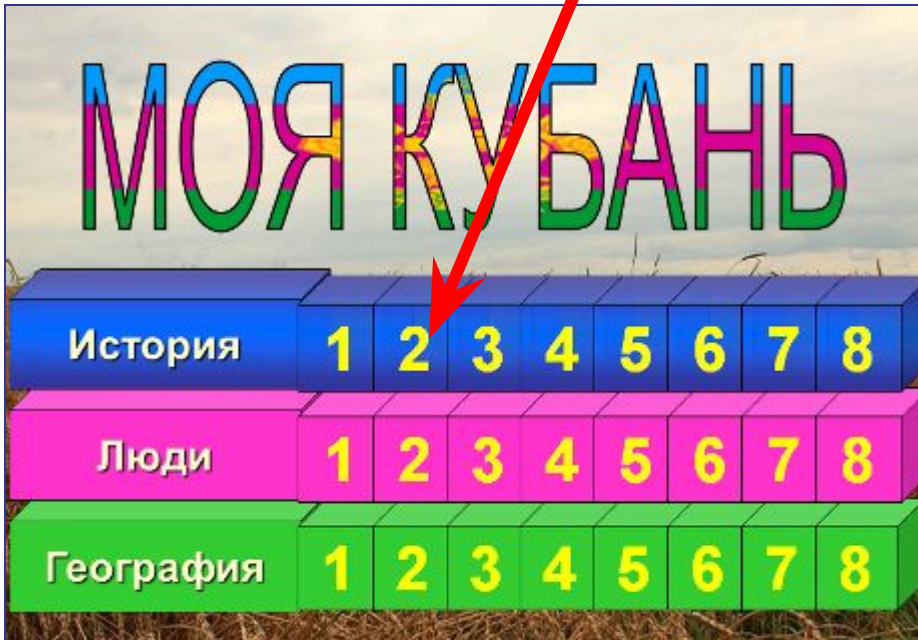 МОЯ КУБАНЬ
История 1 2 3 4 5 6 7 8
Люди 1 2 3 4 5 6 7 8
География 1 2 3 4 5 6 7 8